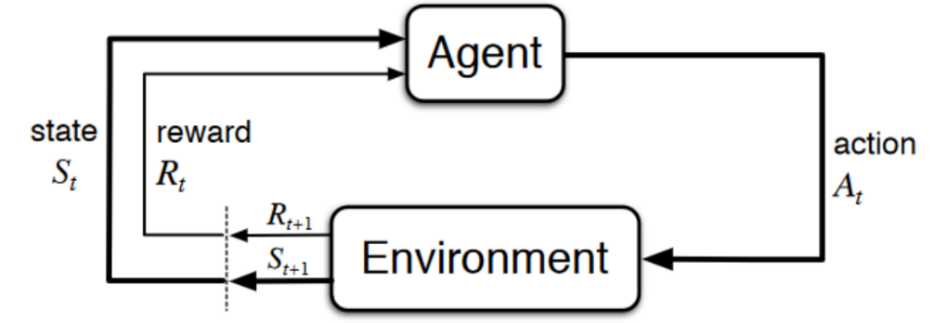 Agent
state
S_t
reward
R_t
action
A_t
R_{t+1}
S_{t+1}
Environment